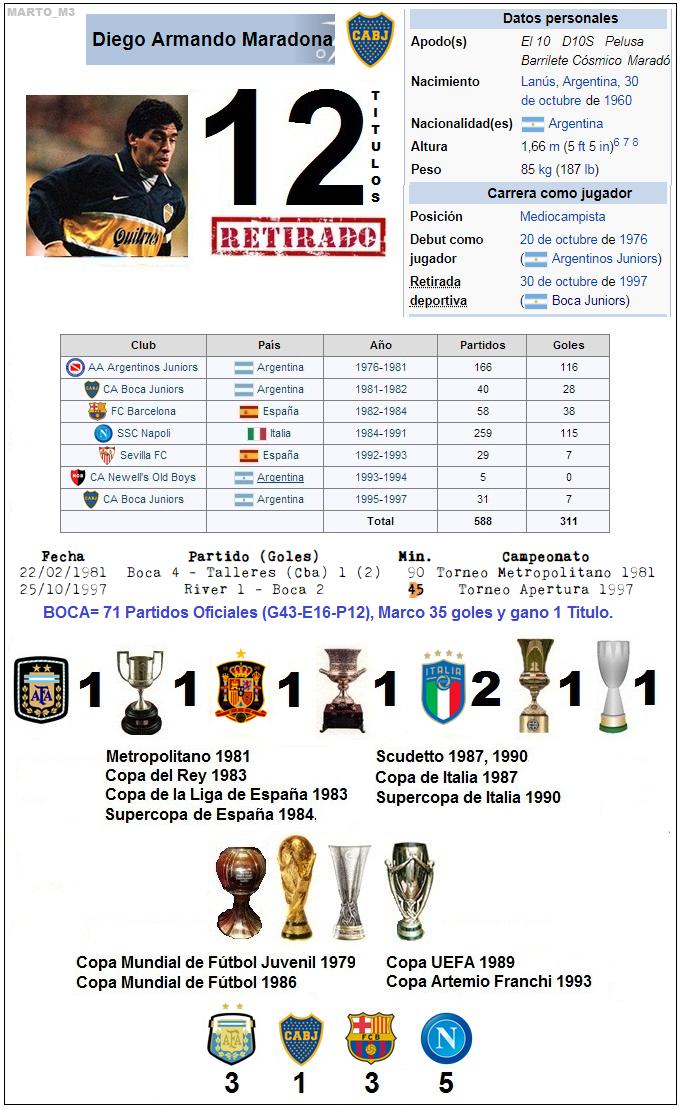 MARTO_M3
Diego Armando Maradona
CABJ
12
TITULOS
RETIRADO
Quilmes
Datos personales
Apodo(s) El 10 D10S Pelusa
Barrilete Cósmico Maradó
Nacimiento Lanús, Argentina, 30
de octubre de 1960
Nacionalidad(es) Argentina
Altura 1,66 m (5 ft 5 in)6 7 8
Peso 85 kg (187 lb)
Carrera como jugador
Posición Mediocampista
Debut como 20 de octubre de 1976
jugador (Argentinos Juniors)
Retirada 30 de octubre de 1997
deportiva (Boca Juniors)
Club País Año Partidos Goles
AA Argentinos Juniors Argentina 1976-1981 166 116
CA Boca Juniors Argentina 1981-1982 40 28
FC Barcelona España 1982-1984 58 38
SSC Napoli Italia 1984-1991 259 115
Sevilla FC España 1992-1993 29 7
CA Newell's Old Boys Argentina 1993-1994 5 0
CA Boca Juniors Argentina 1995-1997 31 7
Total 588 311
Fecha Partido (Goles) Min. Campeonato
22/02/1981 Boca 4 - Talleres (Cba) 1 (2) 90 Torneo Metropolitano 1981
25/10/1997 River 1 - Boca 2 45 Torneo Apertura 1997
BOCA= 71 Partidos Oficiales (G43-E16-P12), Marco 35 goles y gano 1 Titulo.
AFA 1 1 1 1 ITALIA 2 1 1
Metropolitano 1981
Copa del Rey 1983
Copa de la Liga de España 1983
Supercopa de España 1984.
Scudetto 1987, 1990
Copa de Italia 1987
Supercopa de Italia 1990
Copa Mundial de Fútbol Juvenil 1979
Copa Mundial de Fútbol 1986
Copa UEFA 1989
Copa Artemio Franchi 1993
AFA CABJ FCB N
3 1 3 5